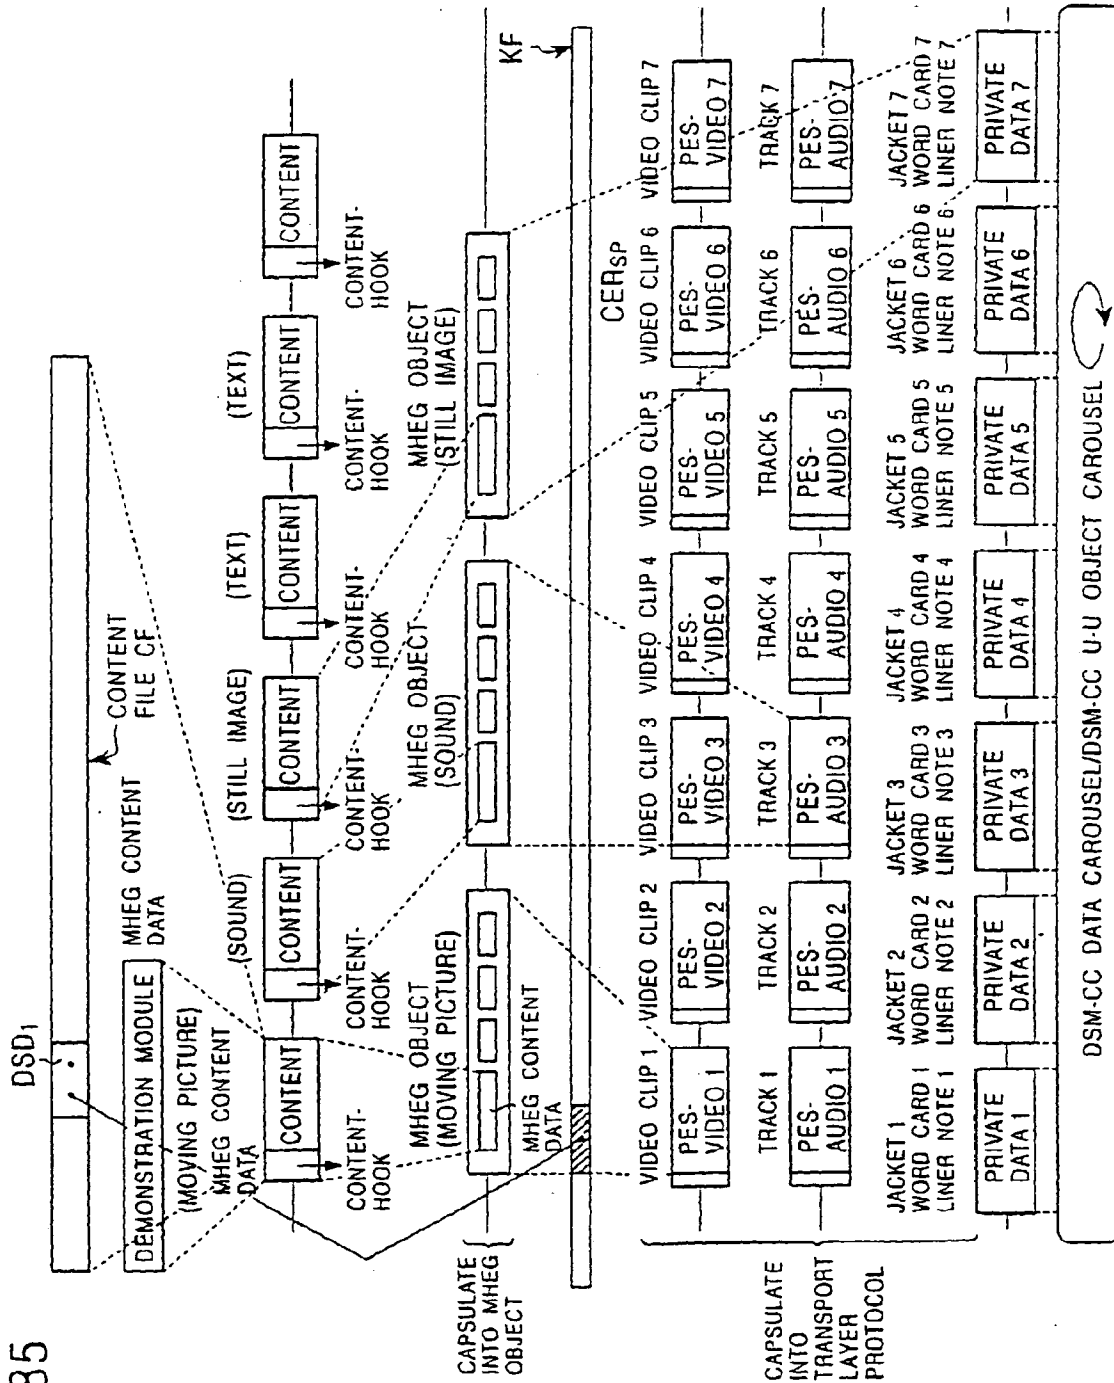 85
DSD1
CONTENT
FILE CF
DEMONSTRATION MODULE
MHEG CONTENT
DATA
(MOVING PICTURE)
MHEG CONTENT
DATA
(SOUND)
(STILL IMAGE)
(TEXT)
(TEXT)
CONTENT
CONTENT
CONTENT
CONTENT
CONTENT
CONTENT
CONTENT-
HOOK
CONTENT-
HOOK
CONTENT-
HOOK
CONTENT-
HOOK
CONTENT-
HOOK
CONTENT-
HOOK
MHEG OBJECT
(MOVING PICTURE)
MHEG OBJECT
(SOUND)
MHEG OBJECT
(STILL IMAGE)
CAPSULATE
INTO MHEG
OBJECT
MHEG CONTENT
DATA
KF
CERSP
VIDEO CLIP 1
VIDEO CLIP 2
VIDEO CLIP 3
VIDEO CLIP 4
VIDEO CLIP 5
VIDEO CLIP 6
VIDEO CLIP 7
PES-
VIDEO 1
PES-
VIDEO 2
PES-
VIDEO 3
PES-
VIDEO 4
PES-
VIDEO 5
PES-
VIDEO 6
PES-
VIDEO 7
CAPSULATE
INTO
TRANSPORT
LAYER
PROTOCOL
TRACK 1
TRACK 2
TRACK 3
TRACK 4
TRACK 5
TRACK 6
TRACK 7
PES-
AUDIO 1
PES-
AUDIO 2
PES-
AUDIO 3
PES-
AUDIO 4
PES-
AUDIO 5
PES-
AUDIO 6
PES-
AUDIO 7
JACKET 1
WORD CARD 1
LINER NOTE 1
JACKET 2
WORD CARD 2
LINER NOTE 2
JACKET 3
WORD CARD 3
LINER NOTE 3
JACKET 4
WORD CARD 4
LINER NOTE 4
JACKET 5
WORD CARD 5
LINER NOTE 5
JACKET 6
WORD CARD 6
LINER NOTE 6
JACKET 7
WORD CARD 7
LINER NOTE 7
PRIVATE
DATA 1
PRIVATE
DATA 2
PRIVATE
DATA 3
PRIVATE
DATA 4
PRIVATE
DATA 5
PRIVATE
DATA 6
PRIVATE
DATA 7
DSM-CC DATA CAROUSEL/DSM-CC U-U OBJECT CAROUSEL